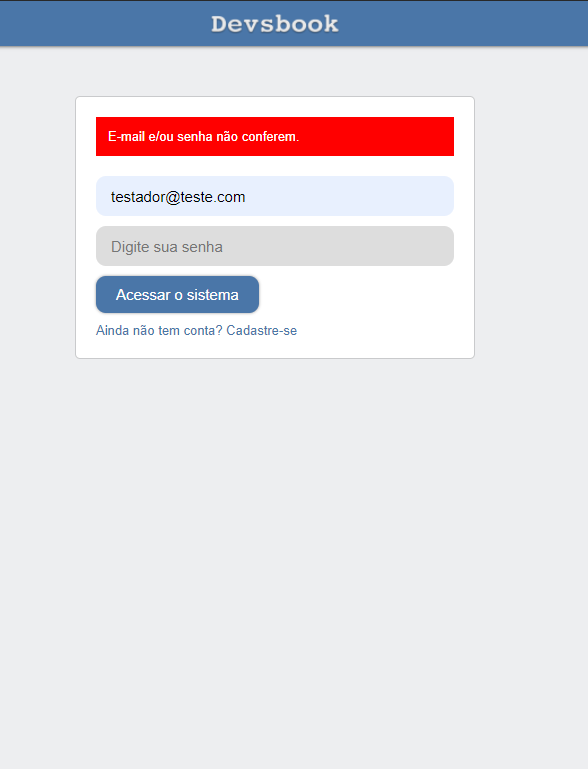 Devsbook
E-mail e/ou senha não conferem.
testador@teste.com
Digite sua senha
Acessar o sistema
Ainda não tem conta? Cadastre-se